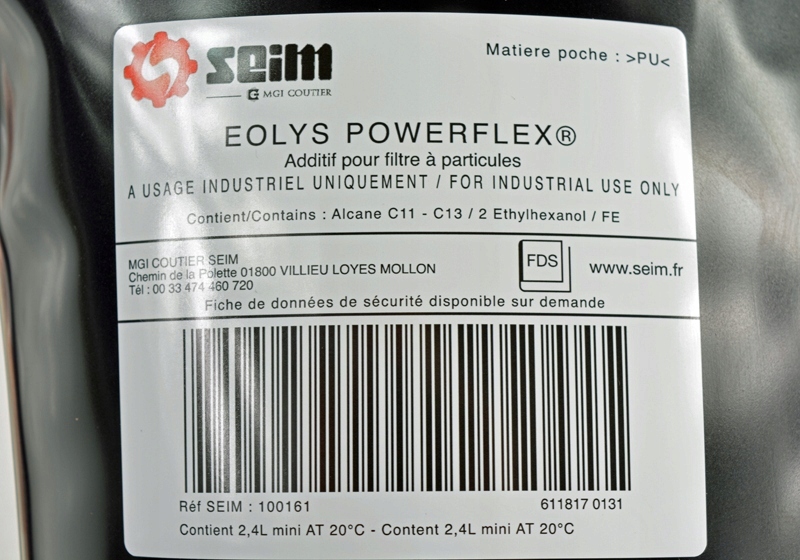 seim
MGI COUTIER
Matiere poche : >PU<
EOLYS POWERFLEX®
Additif pour filtre à particules
A USAGE INDUSTRIEL UNIQUEMENT / FOR INDUSTRIAL USE ONLY
Contient/Contains : Alcane C11 - C13 / 2 Ethylhexanol / FE
MGI COUTIER SEIM
Chemin de la Polette 01800 VILLIEU LOYES MOLLON
Tél : 00 33 474 460 720
FDS
www.seim.fr
Fiche de données de sécurité disponible sur demande
Réf SEIM : 100161
611817 0131
Contient 2,4L mini AT 20°C - Content 2,4L mini AT 20°C